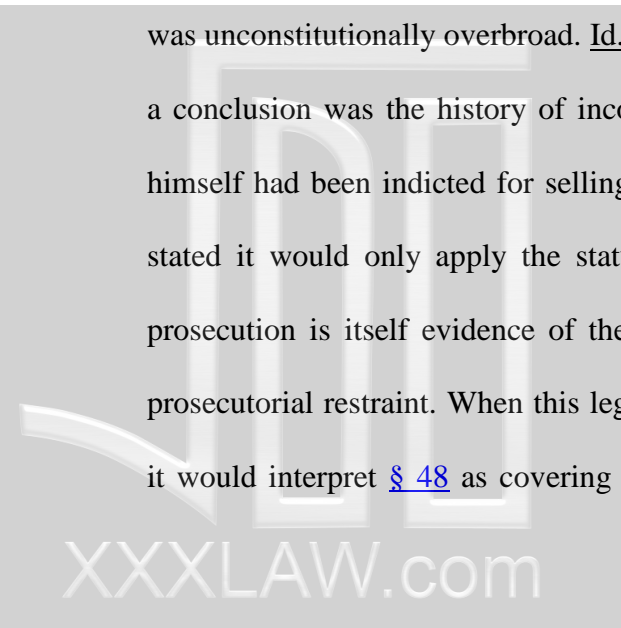 was unconstitutionally overbroad. Id.
a conclusion was the history of inco
himself had been indicted for selling
stated it would only apply the stat
prosecution is itself evidence of the
prosecutorial restraint. When this leg
it would interpret § 48 as covering
XXXLAW.com